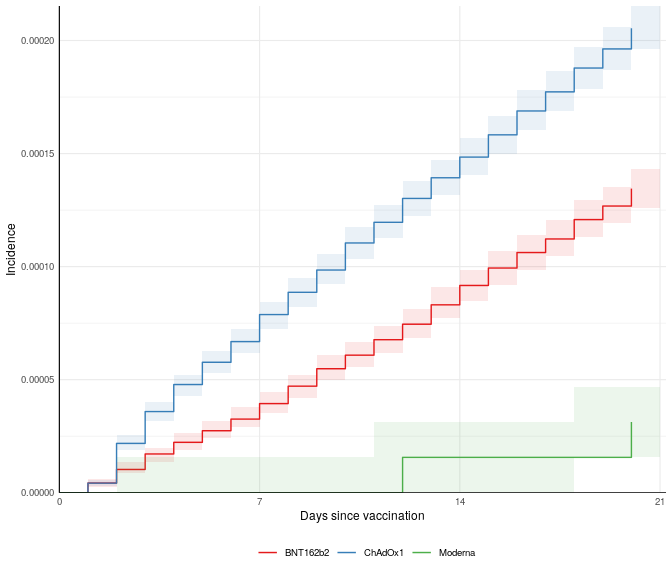 Incidence
0.00020
0.00015
0.00010
0.00005
0.00000
0 7 14 21
Days since vaccination
BNT162b2 ChAdOx1 Moderna